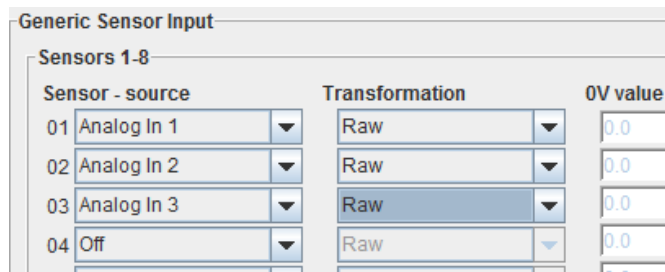 Generic Sensor Input
Sensors 1-8
Sensor - source Transformation 0V value
01 Analog In 1 Raw 0.0
02 Analog In 2 Raw 0.0
03 Analog In 3 Raw 0.0
04 Off Raw 0.0